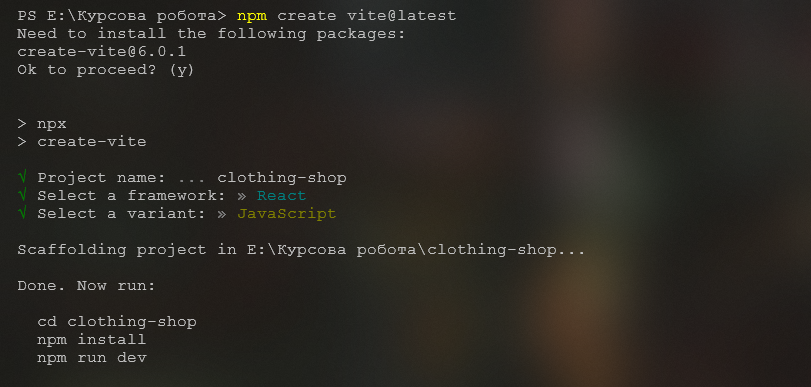 PS E:\Курсова робота> npm create vite@latest
Need to install the following packages:
create-vite@6.0.1
Ok to proceed? (y)
> npx
> create-vite
√ Project name: ... clothing-shop
√ Select a framework: » React
√ Select a variant: » JavaScript
Scaffolding project in E:\Курсова робота\clothing-shop...
Done. Now run:
cd clothing-shop
npm install
npm run dev